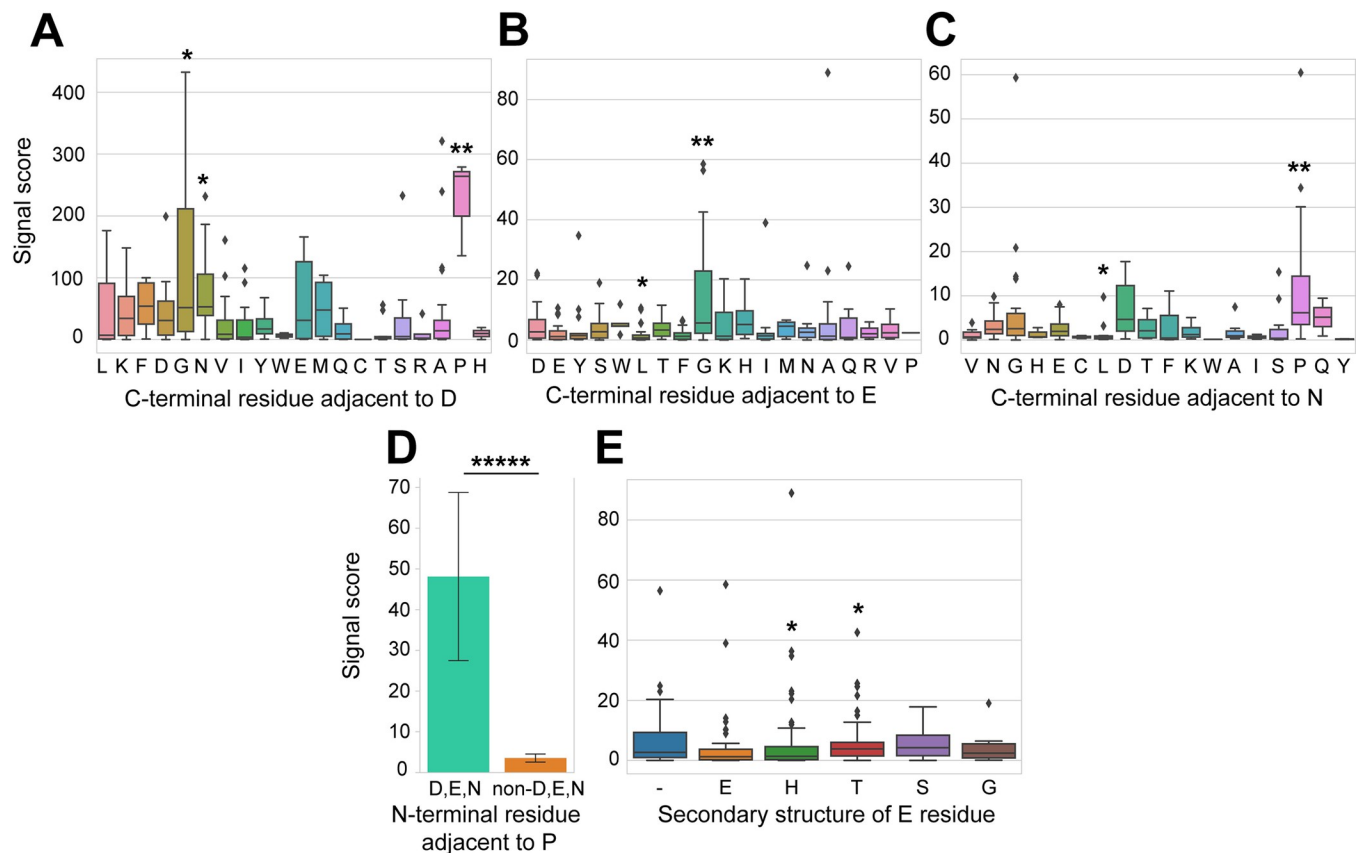 A
Signal score
400
300
200
100
0
*
*
**
L K F D G N V I Y W E M Q C T S R A P H
C-terminal residue adjacent to D
B
80
60
40
20
0
*
**
D E Y S W L T F G K H I M N A Q R V P
C-terminal residue adjacent to E
C
60
50
40
30
20
10
0
*
**
V N G H E C L D T F K W A I S P Q Y
C-terminal residue adjacent to N
D
*****
Signal score
70
60
50
40
30
20
10
0
D,E,N non-D,E,N
N-terminal residue
adjacent to P
E
80
60
40
20
0
*
*
- E H T S G
Secondary structure of E residue